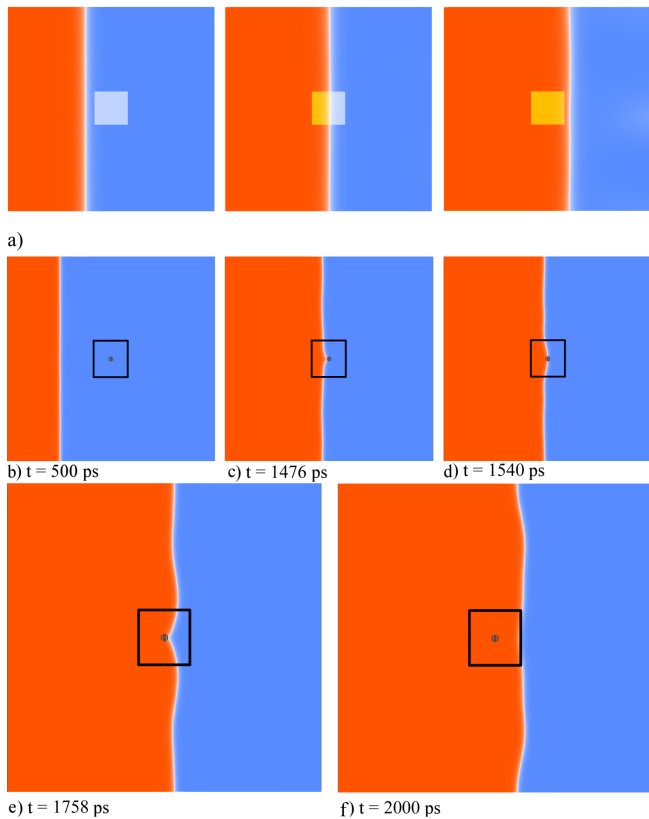 a)
b) t = 500 ps
c) t = 1476 ps
d) t = 1540 ps
e) t = 1758 ps
f) t = 2000 ps